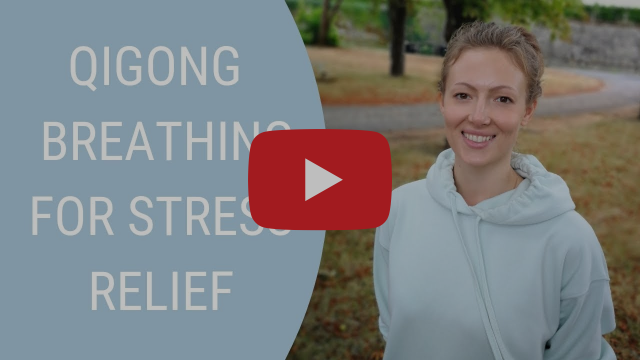 QIGONG
BREATHING
FOR STRESS
RELIEF